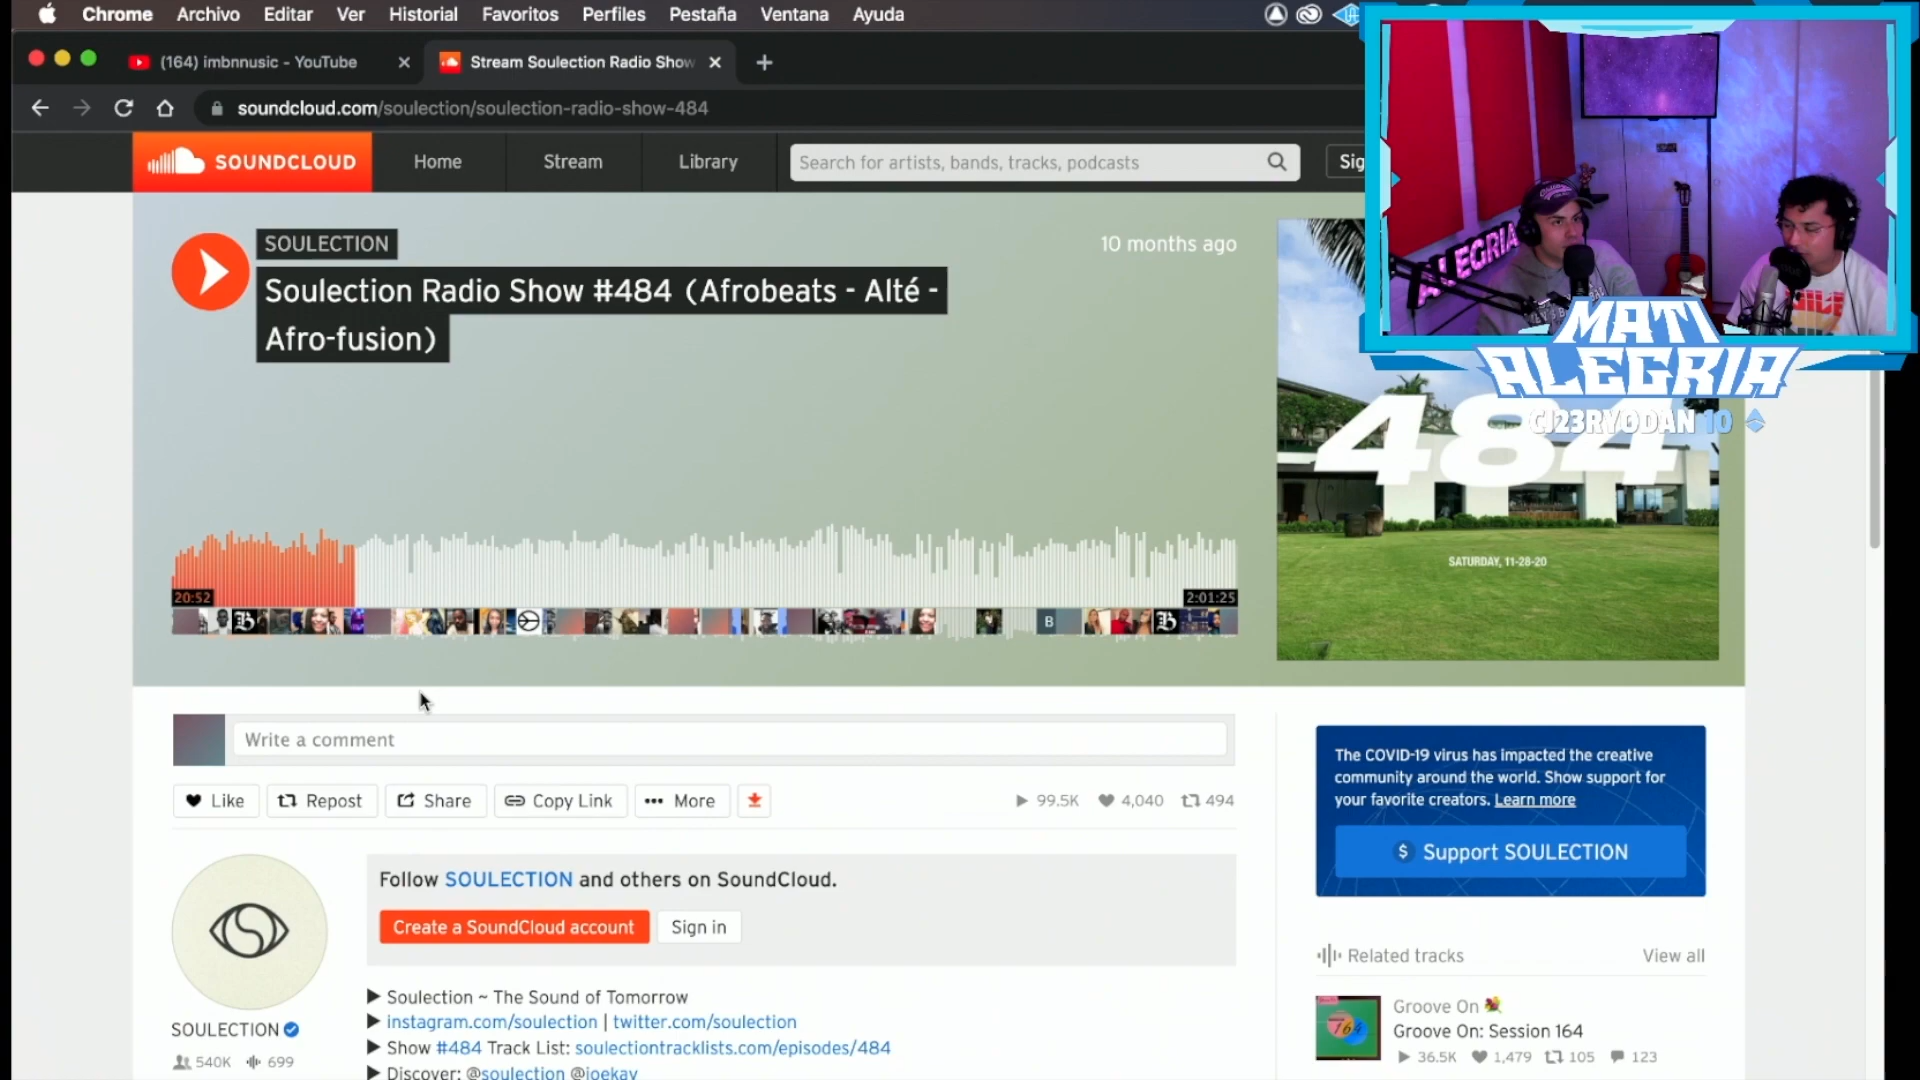 Chrome Archivo Editar Ver Historial Favoritos Perfiles Pestaña Ventana Ayuda
(164) imbnnusic - YouTube
Stream Soulection Radio Show
soundcloud.com/soulection/soulection-radio-show-484
SOUNDCLOUD
Home
Stream
Library
Search for artists, bands, tracks, podcasts
Sig
SOULECTION
10 months ago
Soulection Radio Show #484 (Afrobeats - Alté -
Afro-fusion)
ALEGRIA
MATI
ALEGRIA
CJ23RYODAN 10
484
SATURDAY, 11-28-20
20:52
2:01:25
B
B
B
Write a comment
Like
Repost
Share
Copy Link
More
99.5K
4,040
494
The COVID-19 virus has impacted the creative
community around the world. Show support for
your favorite creators. Learn more
$ Support SOULECTION
Follow SOULECTION and others on SoundCloud.
Create a SoundCloud account
Sign in
SOULECTION
540K
699
▶ Soulection ~ The Sound of Tomorrow
▶ instagram.com/soulection | twitter.com/soulection
▶ Show #484 Track List: soulectiontracklists.com/episodes/484
▶ Discover: @soulection @joekay
Related tracks
View all
164
Groove On
Groove On: Session 164
36.5K
1,479
105
123